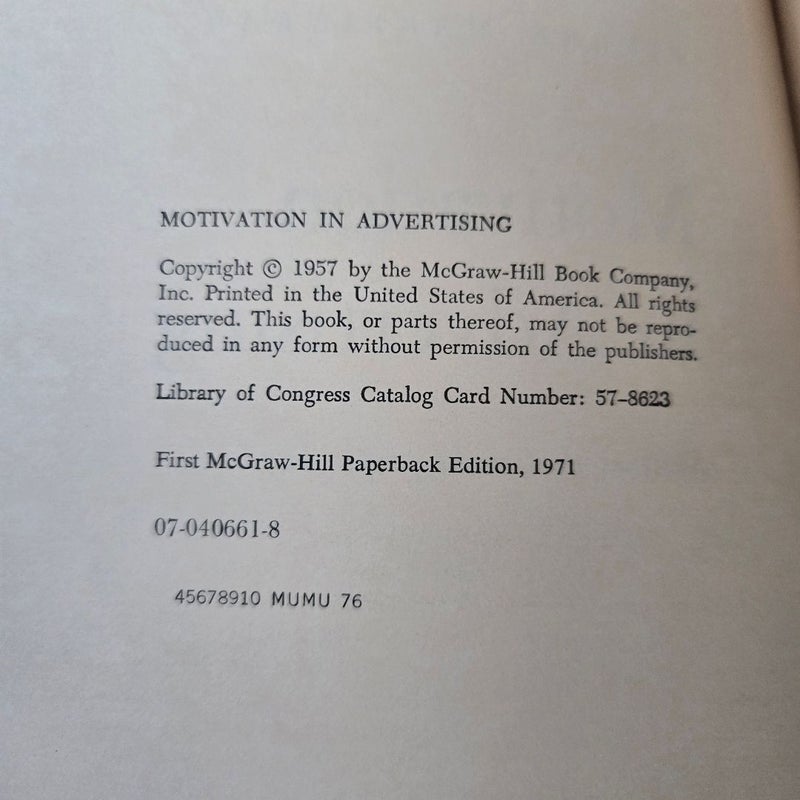 MOTIVATION IN ADVERTISING
Copyright © 1957 by the McGraw-Hill Book Company,
Inc. Printed in the United States of America. All rights
reserved. This book, or parts thereof, may not be repro-
duced in any form without permission of the publishers.
Library of Congress Catalog Card Number: 57–8623
First McGraw-Hill Paperback Edition, 1971
07-040661-8
45678910 MUMU 76